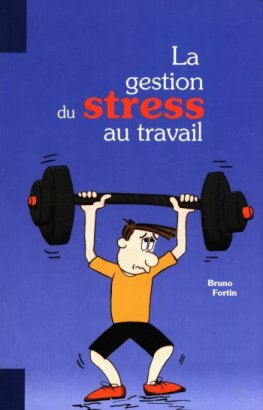 La
gestion
du stress
au travail
Bruno
Fortin